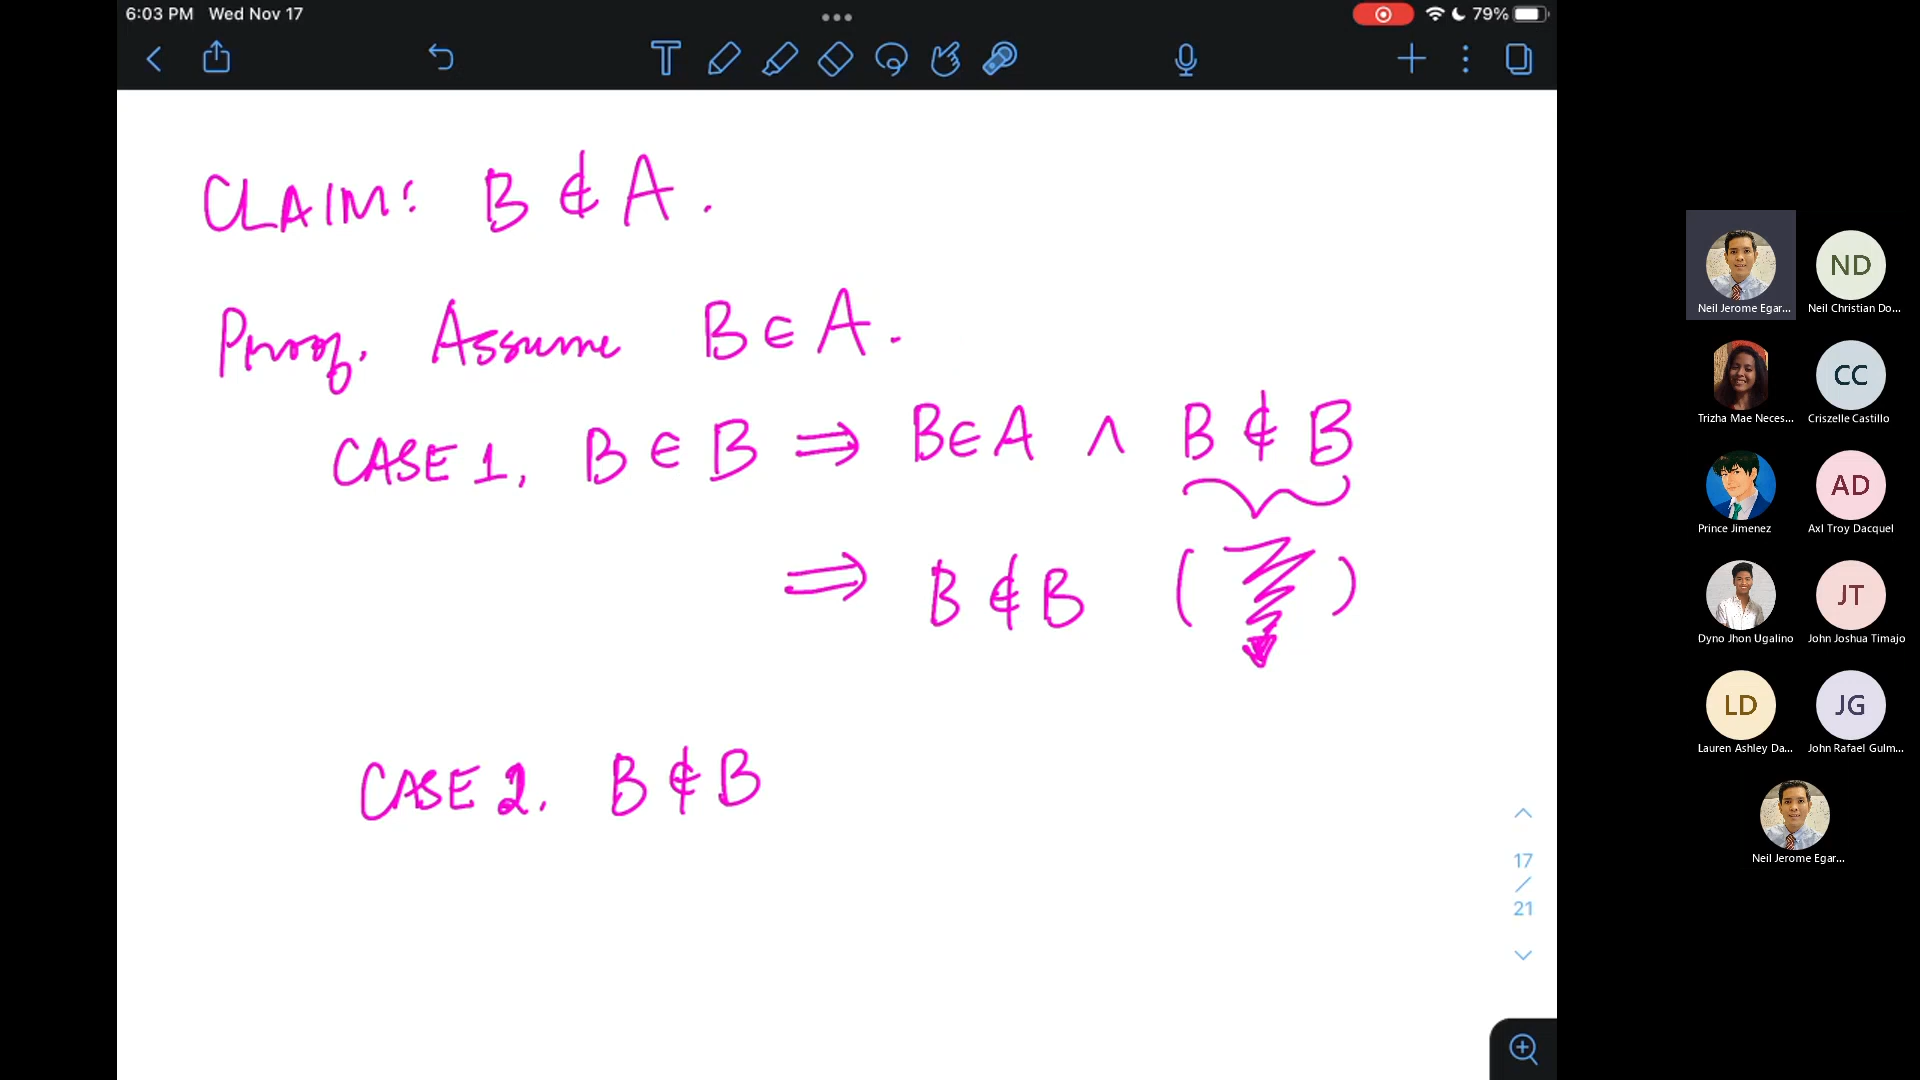 6:03 PM Wed Nov 17
79%
T
CLAIM: B ∉ A.
Proof. Assume B ∈ A.
CASE 1, B ∈ B ⇒ B ∈ A ∧ B ∉ B
⇒ B ∉ B ( )
CASE 2. B ∉ B
17
/
21
Neil Jerome Egar...
ND
Neil Christian Do...
Trizha Mae Neces...
CC
Criszelle Castillo
Prince Jimenez
AD
Axl Troy Dacquel
Dyno Jhon Ugalino
JT
John Joshua Timajo
LD
Lauren Ashley Da...
JG
John Rafael Gulm...
Neil Jerome Egar...